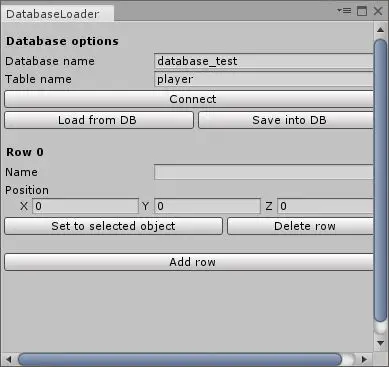 DatabaseLoader
Database options
Database name database_test
Table name player
Connect
Load from DB Save into DB
Row 0
Name
Position
X 0 Y 0 Z 0
Set to selected object Delete row
Add row